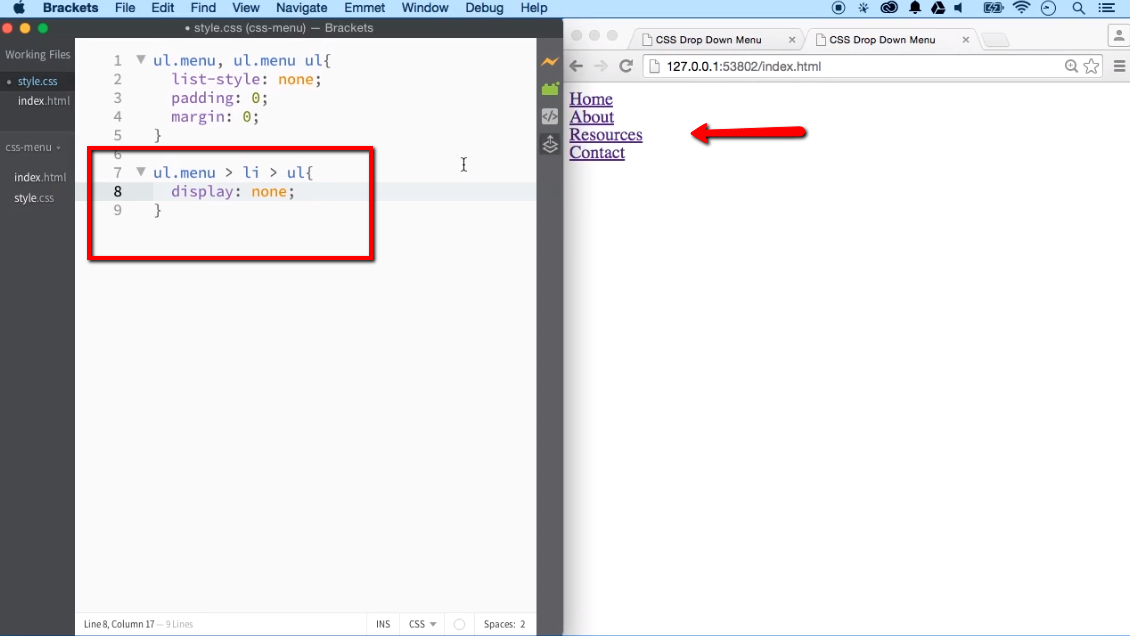 Brackets File Edit Find View Navigate Emmet Window Debug Help
• style.css (css-menu) — Brackets
Working Files
• style.css
index.html
css-menu
index.html
style.css
1 ul.menu, ul.menu ul{
2 list-style: none;
3 padding: 0;
4 margin: 0;
5 }
6
7 ul.menu > li > ul{
8 display: none;
9 }
Line 8, Column 17 — 9 Lines
INS CSS Spaces: 2
CSS Drop Down Menu × CSS Drop Down Menu ×
127.0.0.1:53802/index.html
Home
About
Resources
Contact